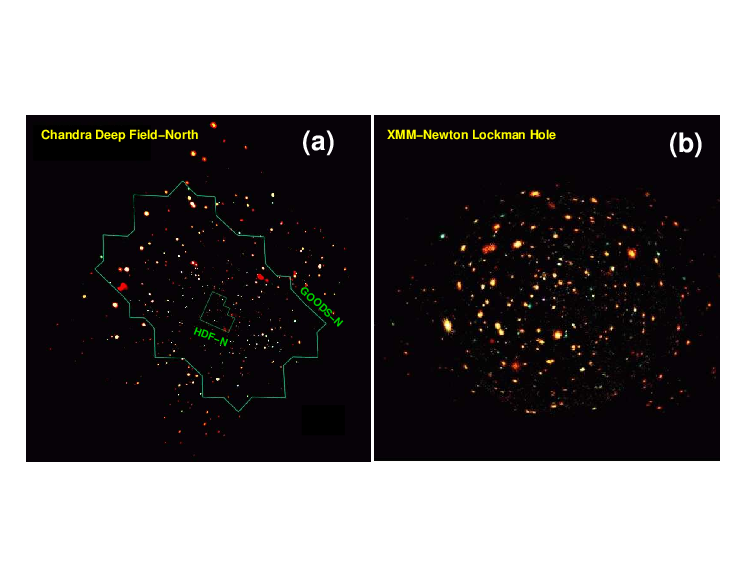 Chandra Deep Field–North
(a)
GOODS–N
HDF–N
XMM–Newton Lockman Hole
(b)